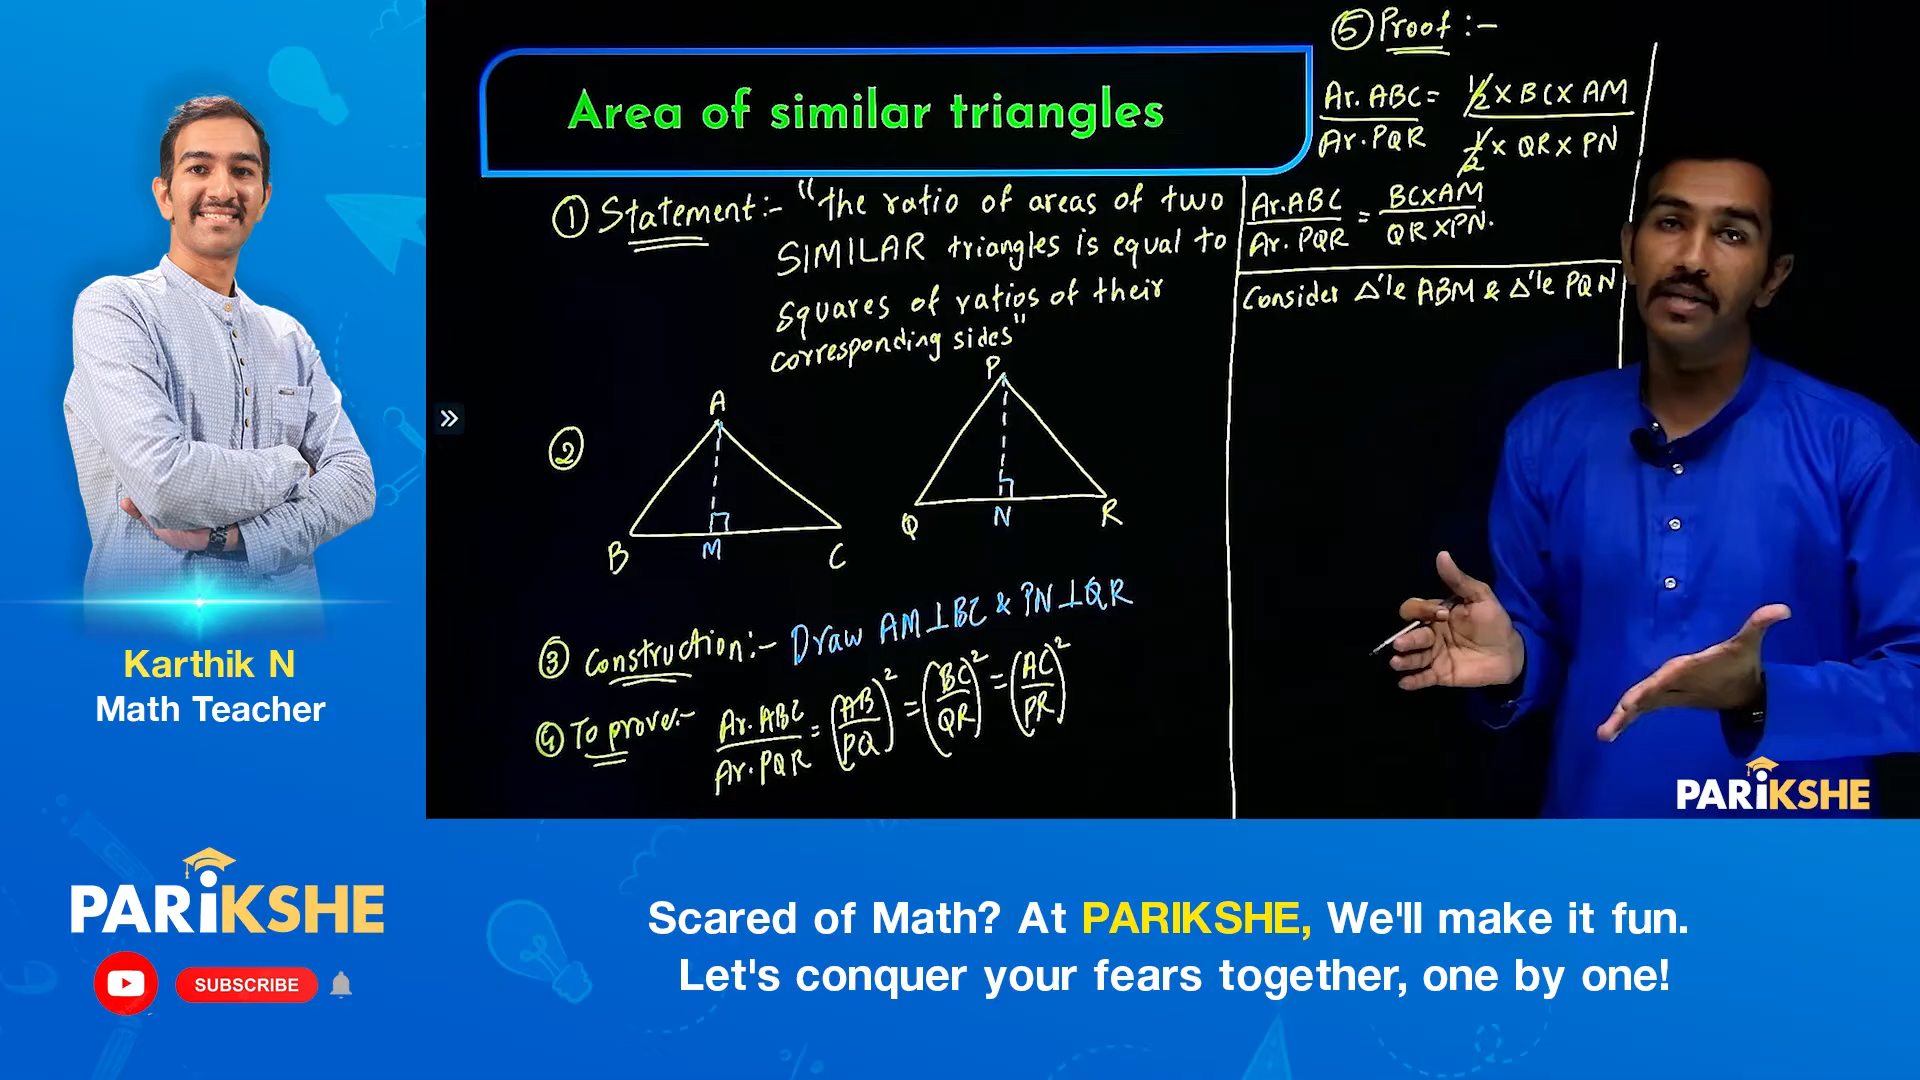 Area of similar triangles
① Statement:- "the ratio of areas of two
SIMILAR triangles is equal to
squares of ratios of their
corresponding sides"
②
A
B
M
C
P
Q
N
R
③ Construction:- Draw AM⊥BC & PN⊥QR
④ To prove:- Ar. ABC / Ar. PQR = (AB/PQ)² = (BC/QR)² = (AC/PR)²
⑤ Proof :-
Ar. ABC / Ar. PQR = ½ × BC × AM / ½ × QR × PN
Ar. ABC / Ar. PQR = BC × AM / QR × PN.
Consider Δ'le ABM & Δ'le PQN
PARIKSHE
Karthik N
Math Teacher
PARIKSHE
SUBSCRIBE
Scared of Math? At PARIKSHE, We'll make it fun.
Let's conquer your fears together, one by one!